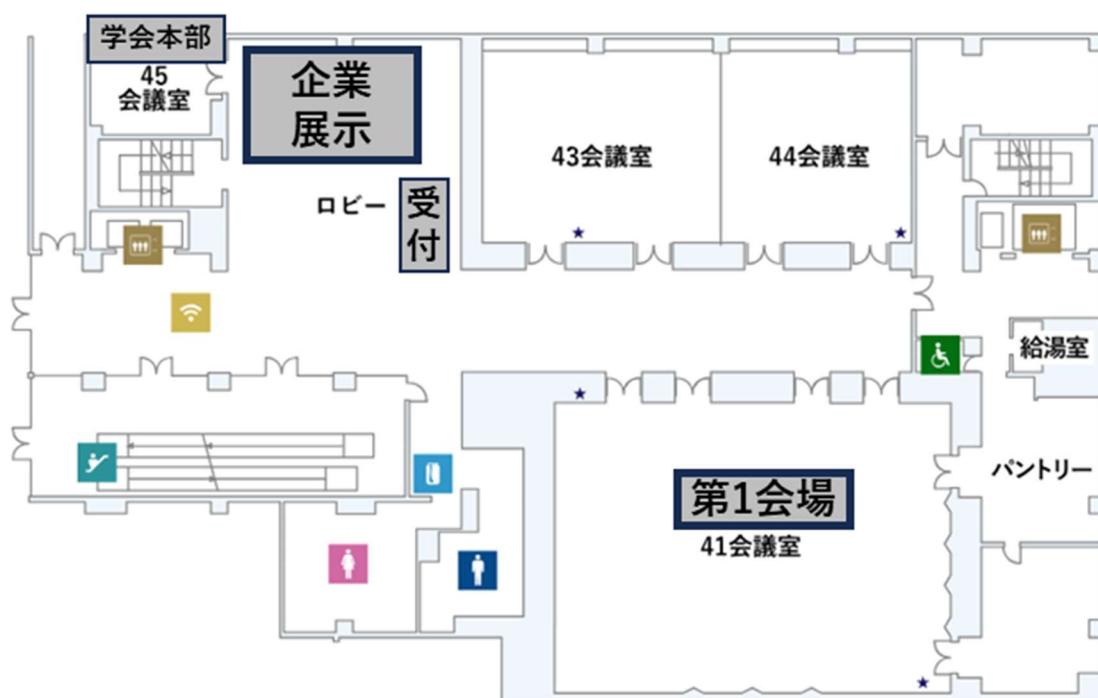 学会本部
45
会議室
企業
展示
43会議室
44会議室
ロビー
受
付
給湯室
パントリー
第1会場
41会議室